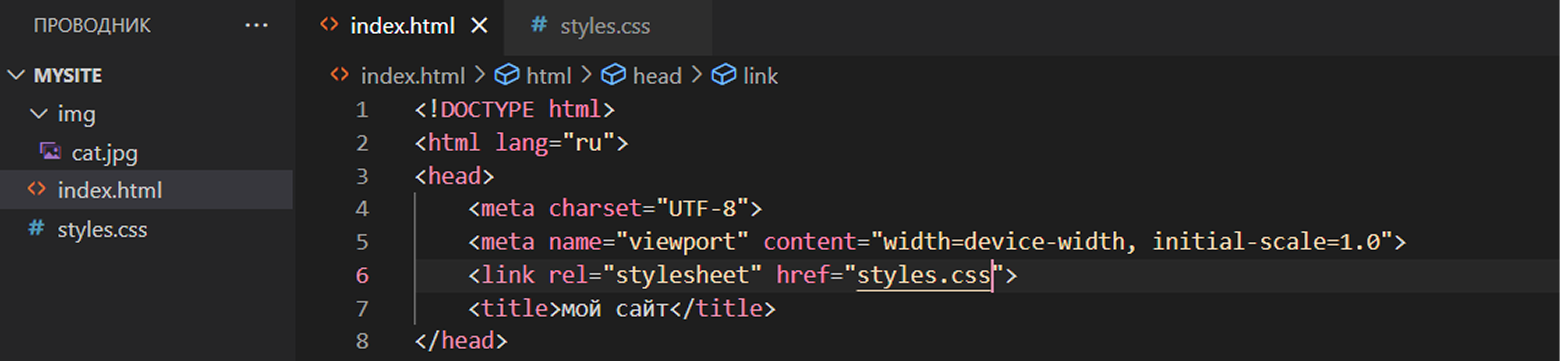 ПРОВОДНИК ...
MYSITE
img
cat.jpg
index.html
# styles.css
<> index.html ×
# styles.css
<> index.html > html > head > link
1 <!DOCTYPE html>
2 <html lang="ru">
3 <head>
4 <meta charset="UTF-8">
5 <meta name="viewport" content="width=device-width, initial-scale=1.0">
6 <link rel="stylesheet" href="styles.css">
7 <title>мой сайт</title>
8 </head>